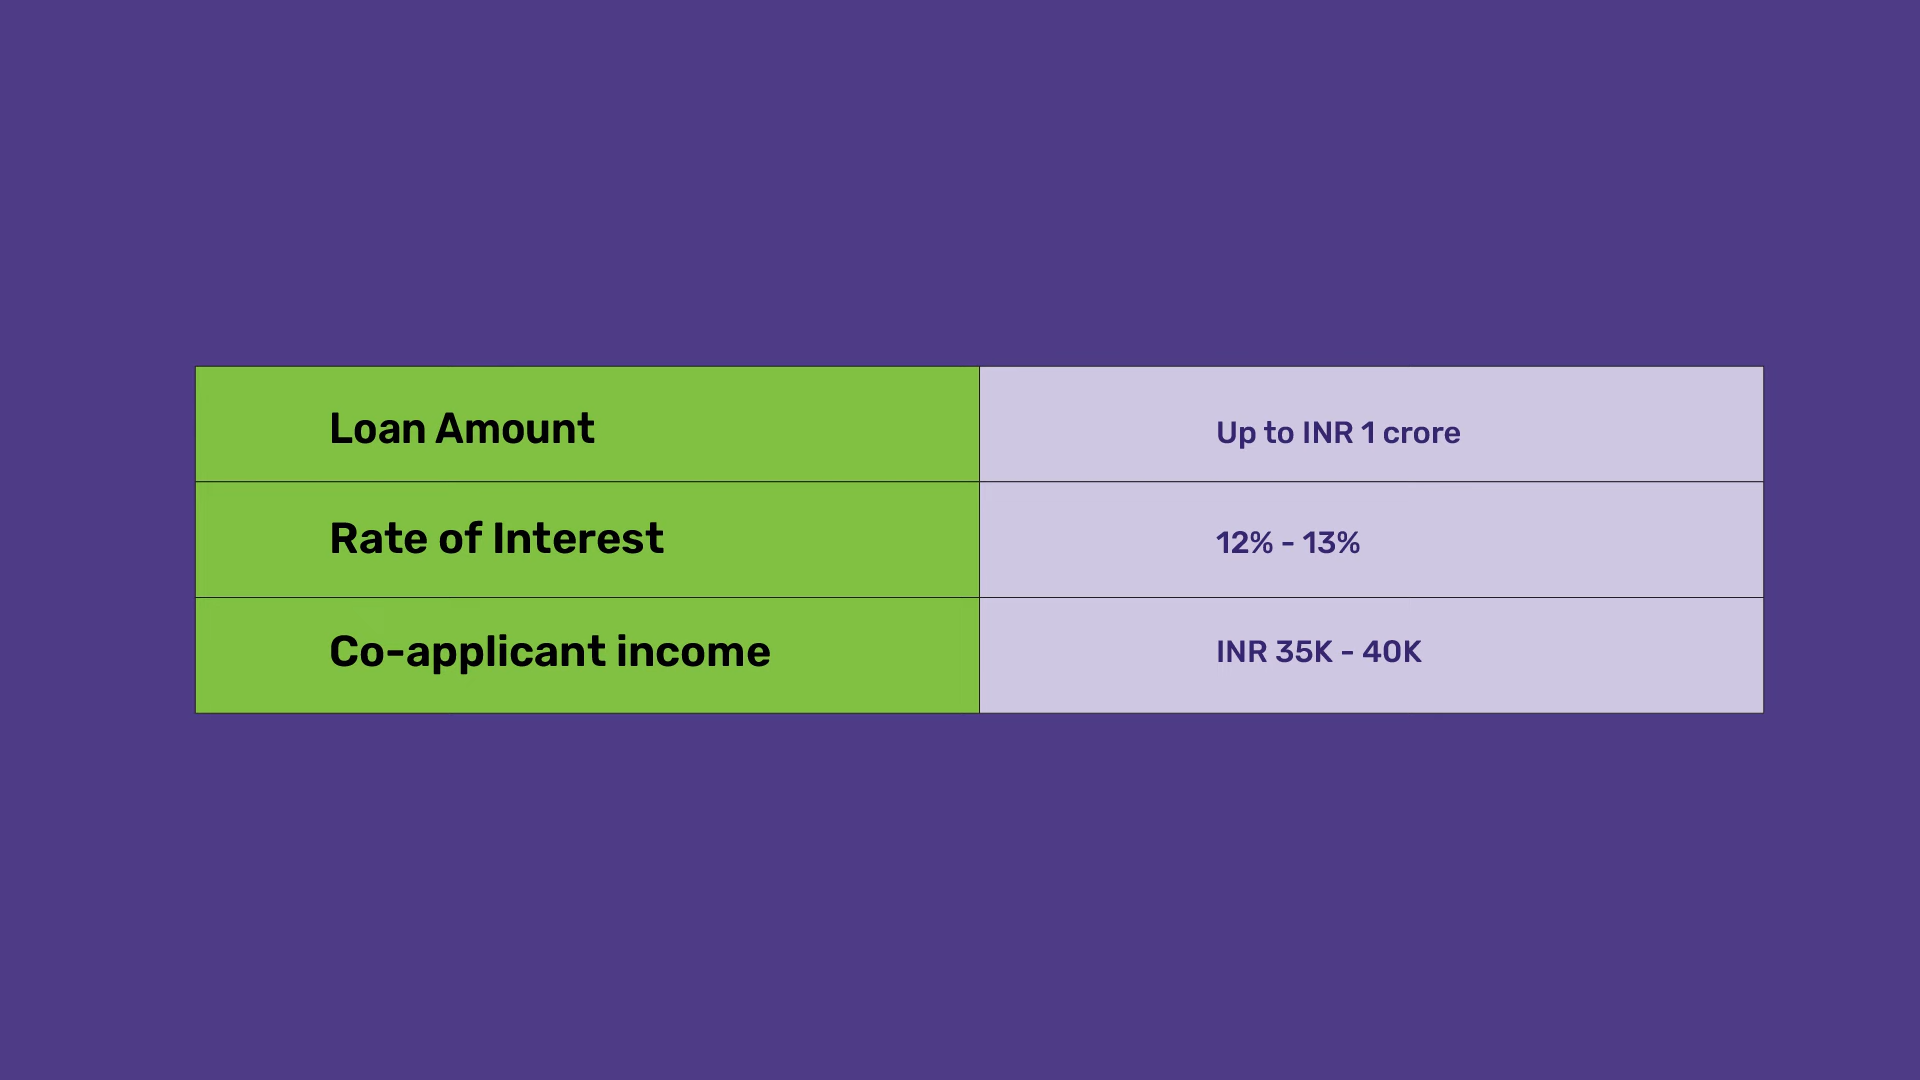 Loan Amount
Up to INR 1 crore
Rate of Interest
12% - 13%
Co-applicant income
INR 35K - 40K